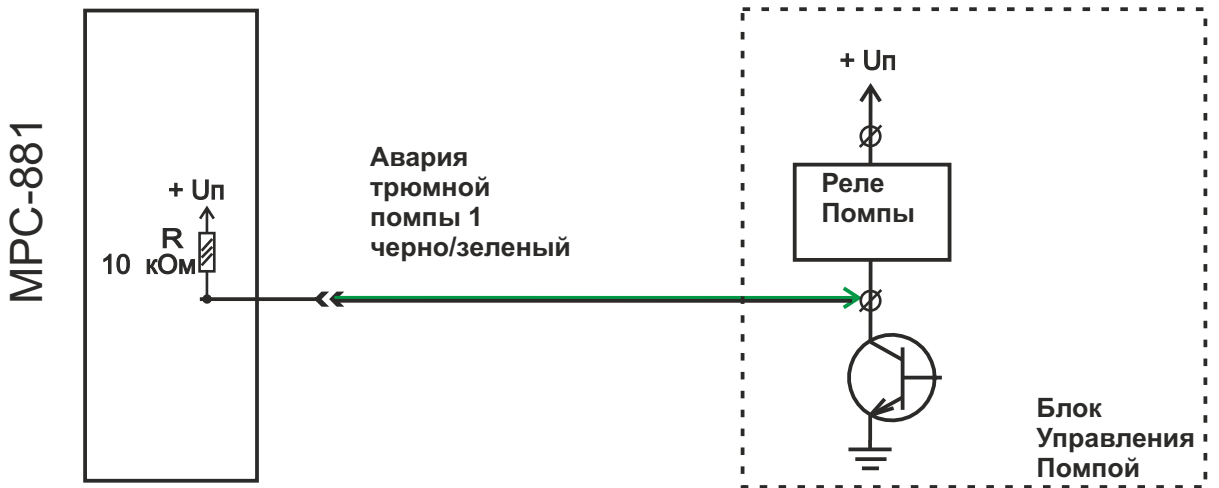 МРС-881
+ Uп
R
10 кОм
Авария
трюмной
помпы 1
черно/зеленый
+ Uп
Реле
Помпы
Блок
Управления
Помпой